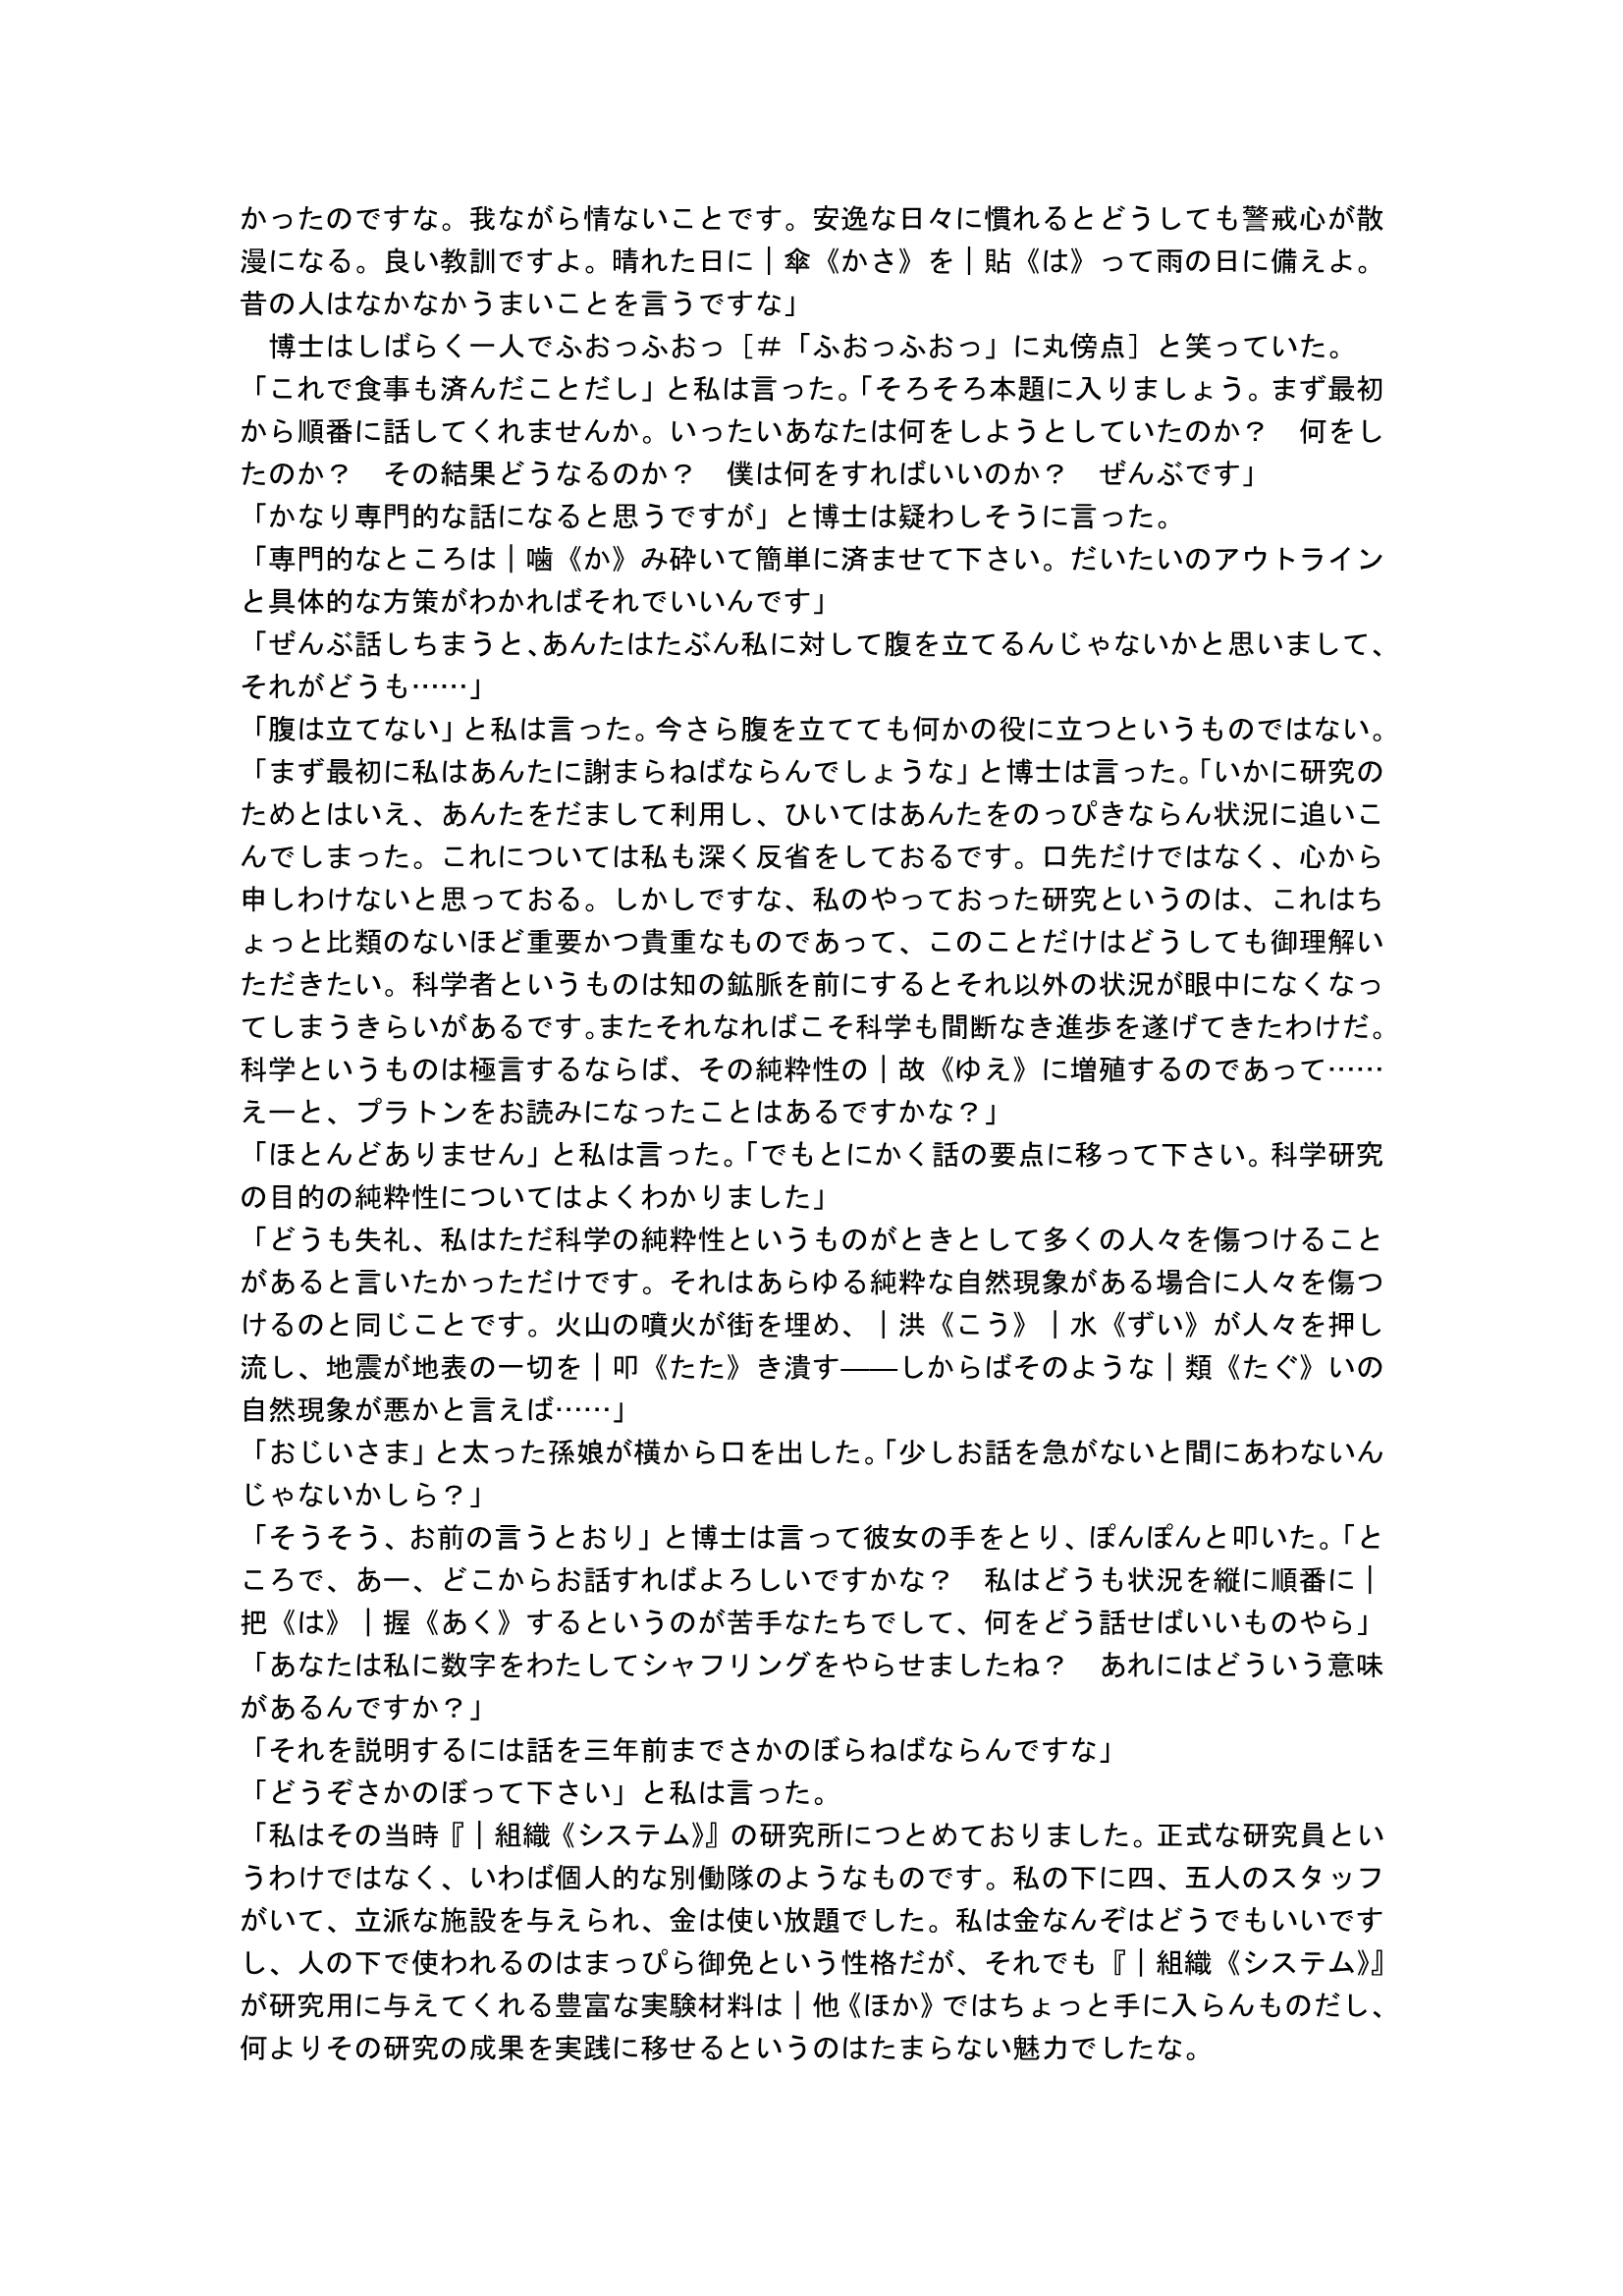 かったのですな。我ながら情ないことです。安逸な日々に慣れるとどうしても警戒心が散
漫になる。良い教訓ですよ。晴れた日に｜傘《かさ》を｜貼《は》って雨の日に備えよ。
昔の人はなかなかうまいことを言うですな」
　博士はしばらく一人でふおっふおっ［＃「ふおっふおっ」に丸傍点］と笑っていた。
「これで食事も済んだことだし」と私は言った。「そろそろ本題に入りましょう。まず最初
から順番に話してくれませんか。いったいあなたは何をしようとしていたのか？　何をし
たのか？　その結果どうなるのか？　僕は何をすればいいのか？　ぜんぶです」
「かなり専門的な話になると思うですが」と博士は疑わしそうに言った。
「専門的なところは｜噛《か》み砕いて簡単に済ませて下さい。だいたいのアウトライン
と具体的な方策がわかればそれでいいんです」
「ぜんぶ話しちまうと、あんたはたぶん私に対して腹を立てるんじゃないかと思いまして、
それがどうも……」
「腹は立てない」と私は言った。今さら腹を立てても何かの役に立つというものではない。
「まず最初に私はあんたに謝まらねばならんでしょうな」と博士は言った。「いかに研究の
ためとはいえ、あんたをだまして利用し、ひいてはあんたをのっぴきならん状況に追いこ
んでしまった。これについては私も深く反省をしておるです。口先だけではなく、心から
申しわけないと思っておる。しかしですな、私のやっておった研究というのは、これはち
ょっと比類のないほど重要かつ貴重なものであって、このことだけはどうしても御理解い
ただきたい。科学者というものは知の鉱脈を前にするとそれ以外の状況が眼中になくなっ
てしまうきらいがあるです。またそれなればこそ科学も間断なき進歩を遂げてきたわけだ。
科学というものは極言するならば、その純粋性の｜故《ゆえ》に増殖するのであって……
えーと、プラトンをお読みになったことはあるですかな？」
「ほとんどありません」と私は言った。「でもとにかく話の要点に移って下さい。科学研究
の目的の純粋性についてはよくわかりました」
「どうも失礼、私はただ科学の純粋性というものがときとして多くの人々を傷つけること
があると言いたかっただけです。それはあらゆる純粋な自然現象がある場合に人々を傷つ
けるのと同じことです。火山の噴火が街を埋め、｜洪《こう》｜水《ずい》が人々を押し
流し、地震が地表の一切を｜叩《たた》き潰す――しからばそのような｜類《たぐ》いの
自然現象が悪かと言えば……」
「おじいさま」と太った孫娘が横から口を出した。「少しお話を急がないと間にあわないん
じゃないかしら？」
「そうそう、お前の言うとおり」と博士は言って彼女の手をとり、ぽんぽんと叩いた。「と
ころで、あー、どこからお話すればよろしいですかな？　私はどうも状況を縦に順番に｜
把《は》｜握《あく》するというのが苦手なたちでして、何をどう話せばいいものやら」
「あなたは私に数字をわたしてシャフリングをやらせましたね？　あれにはどういう意味
があるんですか？」
「それを説明するには話を三年前までさかのぼらねばならんですな」
「どうぞさかのぼって下さい」と私は言った。
「私はその当時『｜組織《システム》』の研究所につとめておりました。正式な研究員とい
うわけではなく、いわば個人的な別働隊のようなものです。私の下に四、五人のスタッフ
がいて、立派な施設を与えられ、金は使い放題でした。私は金なんぞはどうでもいいです
し、人の下で使われるのはまっぴら御免という性格だが、それでも『｜組織《システム》』
が研究用に与えてくれる豊富な実験材料は｜他《ほか》ではちょっと手に入らんものだし、
何よりその研究の成果を実践に移せるというのはたまらない魅力でしたな。